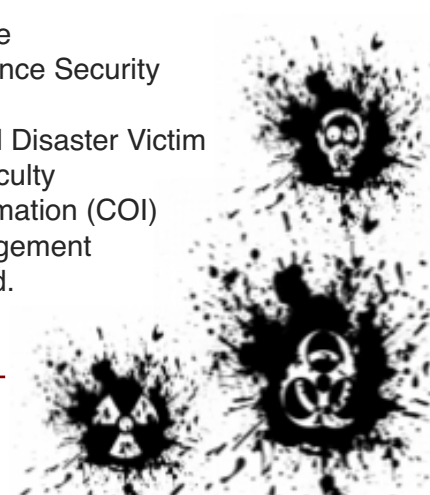 e
nce Security
l Disaster Victim
culty
mation (COI)
gement
d.